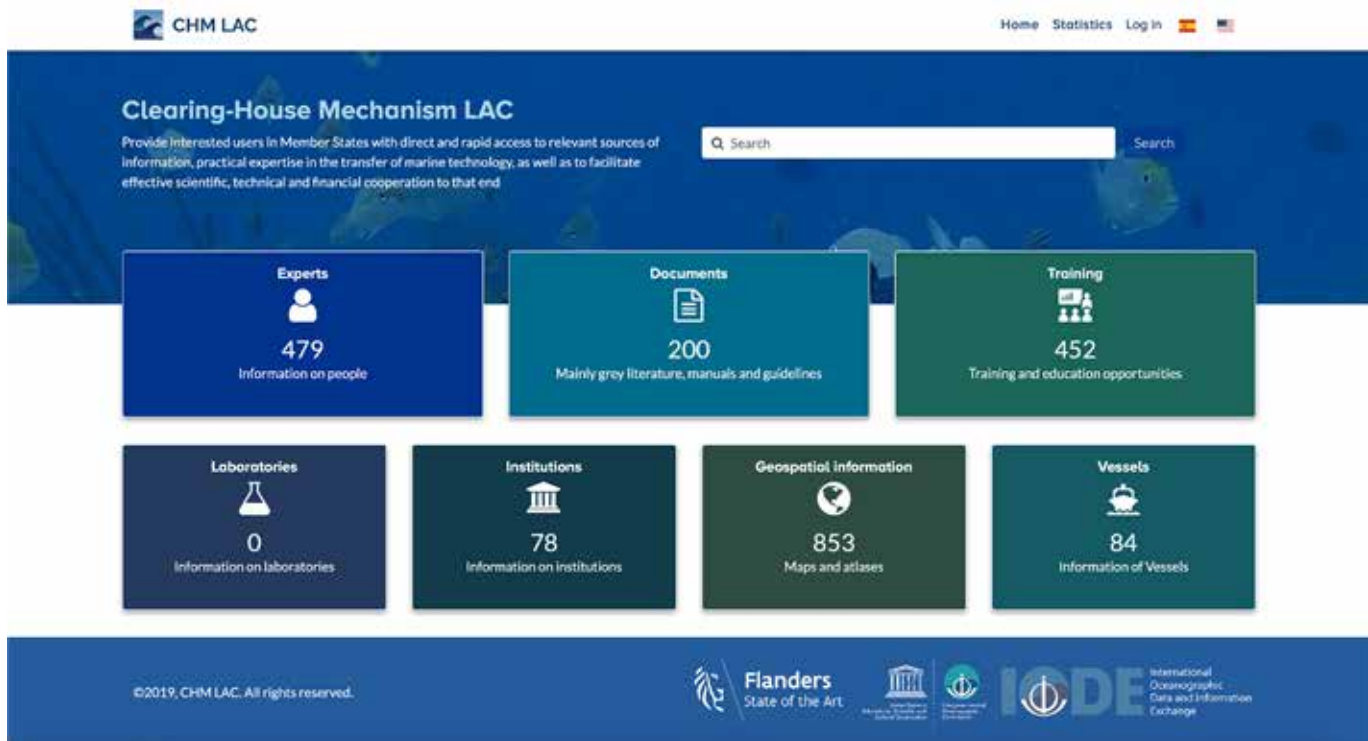 CHM LAC
Home Statistics Log in
Clearing-House Mechanism LAC
Provide interested users in Member States with direct and rapid access to relevant sources of
information, practical expertise in the transfer of marine technology, as well as to facilitate
effective scientific, technical and financial cooperation to that end
Search
Search
Experts
479
Information on people
Documents
200
Mainly grey literature, manuals and guidelines
Training
452
Training and education opportunities
Laboratories
0
Information on laboratories
Institutions
78
Information on institutions
Geospatial information
853
Maps and atlases
Vessels
84
Information of Vessels
©2019, CHM LAC. All rights reserved.
Flanders
State of the Art
IODE
International
Oceanographic
Data and Information
Exchange